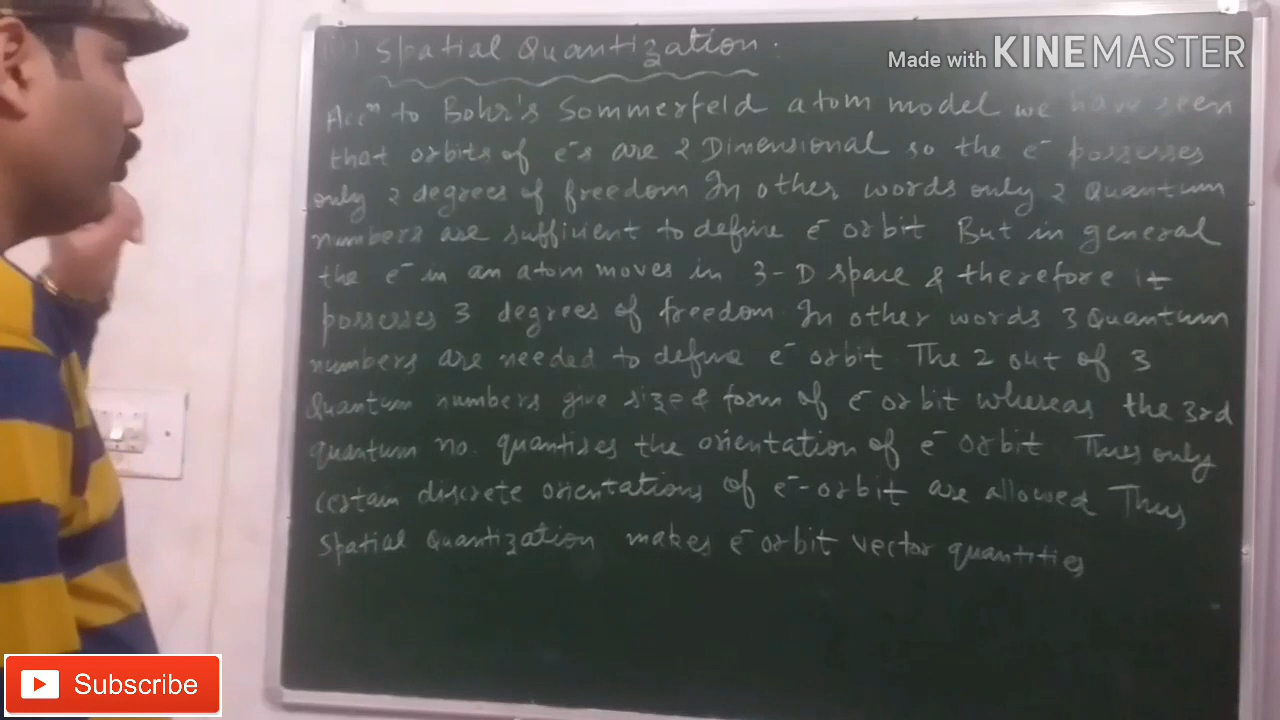 Made with KINEMASTER
Spatial Quantization:
Accⁿ to Bohr's Sommerfeld atom model we have seen
that orbits of e⁻s are 2 Dimensional so the e⁻ possesses
only 2 degrees of freedom In other words only 2 Quantum
numbers are sufficient to define e⁻ orbit But in general
the e⁻ in an atom moves in 3-D space & therefore it
possesses 3 degrees of freedom In other words 3 Quantum
numbers are needed to define e⁻ orbit The 2 out of 3
Quantum numbers give size & form of e⁻ orbit whereas the 3rd
quantum no. quantises the orientation of e⁻ orbit Thus only
certain discrete orientations of e⁻-orbit are allowed Thus
Spatial Quantization makes e⁻ orbit vector quantities
Subscribe